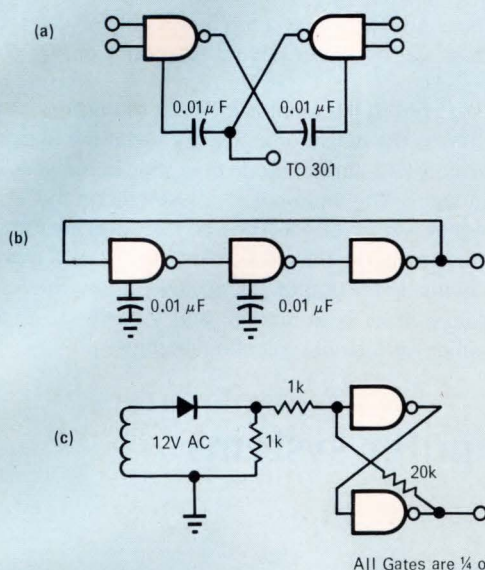 (a)
0.01 μF 0.01 μF
TO 301
(b)
0.01 μF 0.01 μF
(c)
1k
12V AC 1k
20k
All Gates are ¼ o